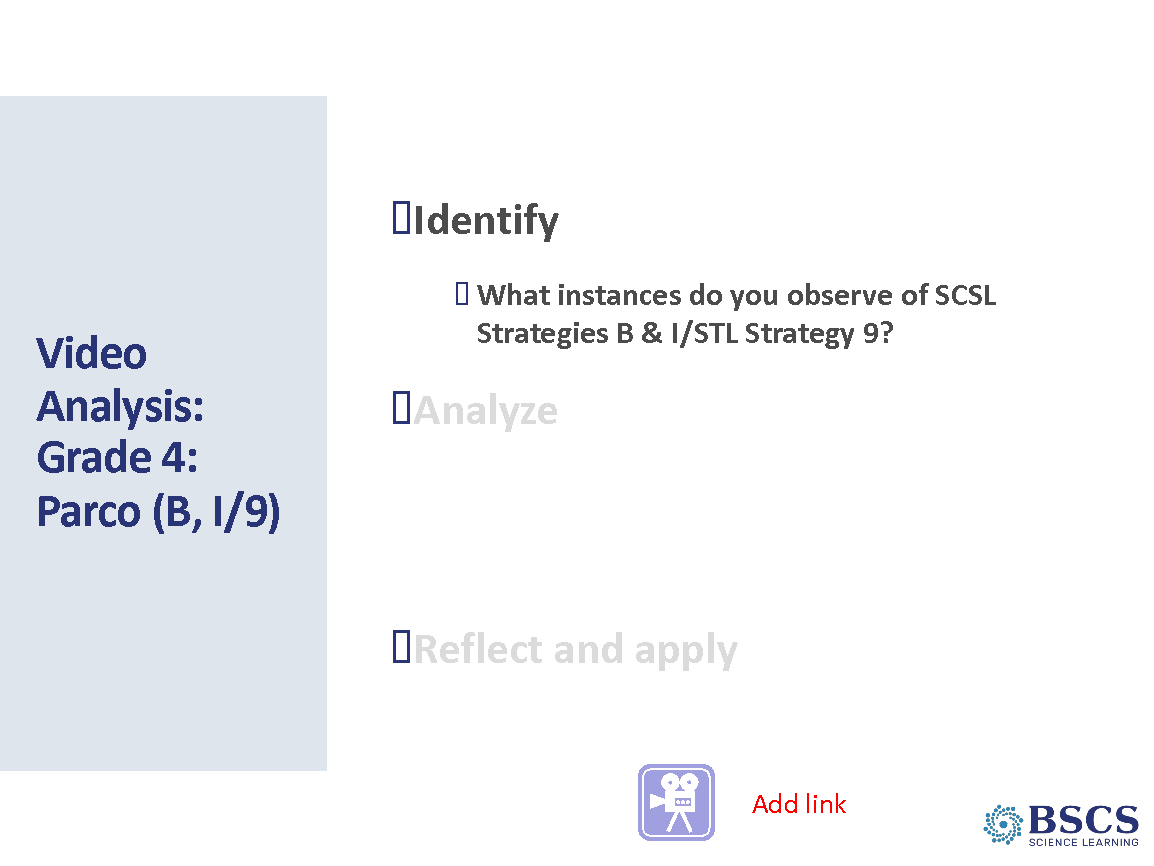 Video
Analysis:
Grade 4:
Parco (B, I/9)
Identify
What instances do you observe of SCSL
Strategies B & I/STL Strategy 9?
Analyze
Reflect and apply
Add link
BSCS
SCIENCE LEARNING